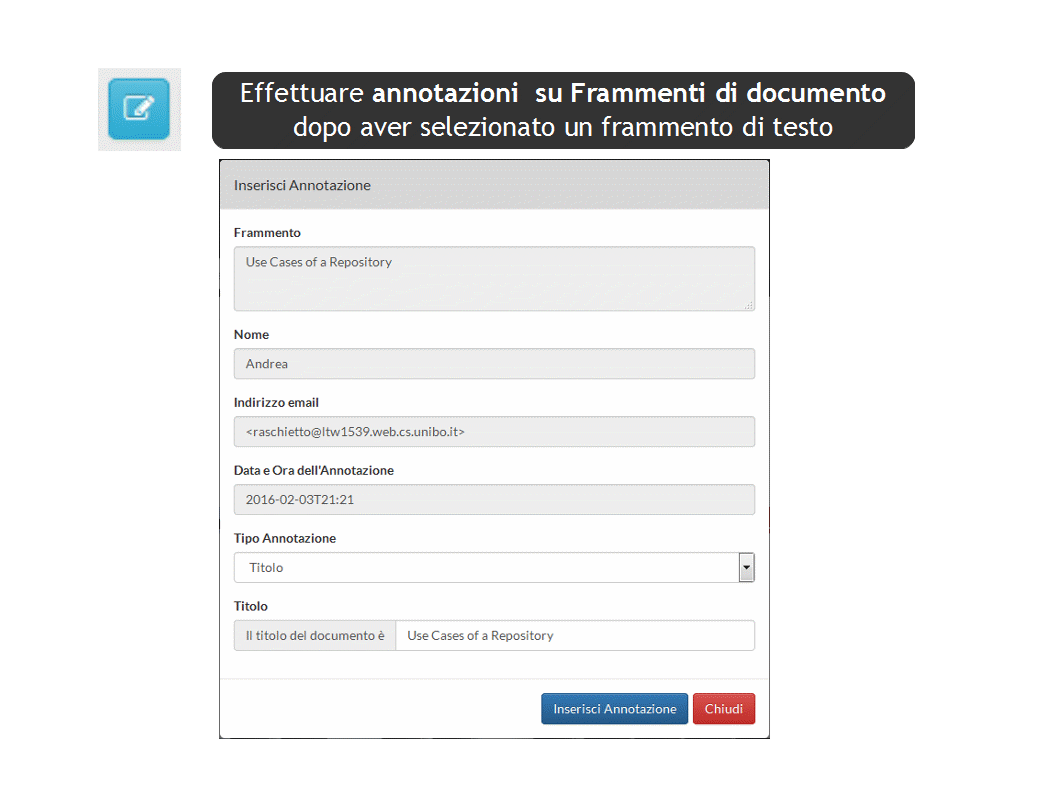 Effettuare annotazioni su Frammenti di documento
dopo aver selezionato un frammento di testo
Inserisci Annotazione
Frammento
Use Cases of a Repository
Nome
Andrea
Indirizzo email
<raschietto@ltw1539.web.cs.unibo.it>
Data e Ora dell'Annotazione
2016-02-03T21:21
Tipo Annotazione
Titolo
Titolo
Il titolo del documento è Use Cases of a Repository
Inserisci Annotazione Chiudi